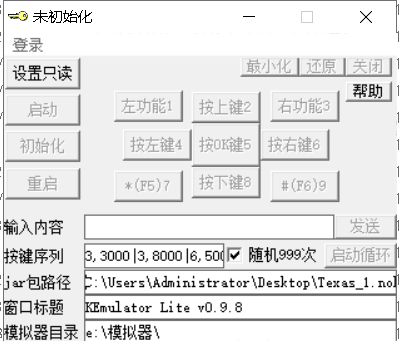 未初始化
登录
最小化 还原 关闭
设置只读
帮助
启动 左功能1 按上键2 右功能3
初始化 按左键4 按OK键5 按右键6
重启 *(F5)7 按下键8 #(F6)9
输入内容 发送
按键序列 3,3000|3,8000|6,500 随机999次 启动循环
jar包路径 C:\Users\Administrator\Desktop\Texas_1.no
窗口标题 KEmulator Lite v0.9.8
模拟器目录 e:\模拟器\